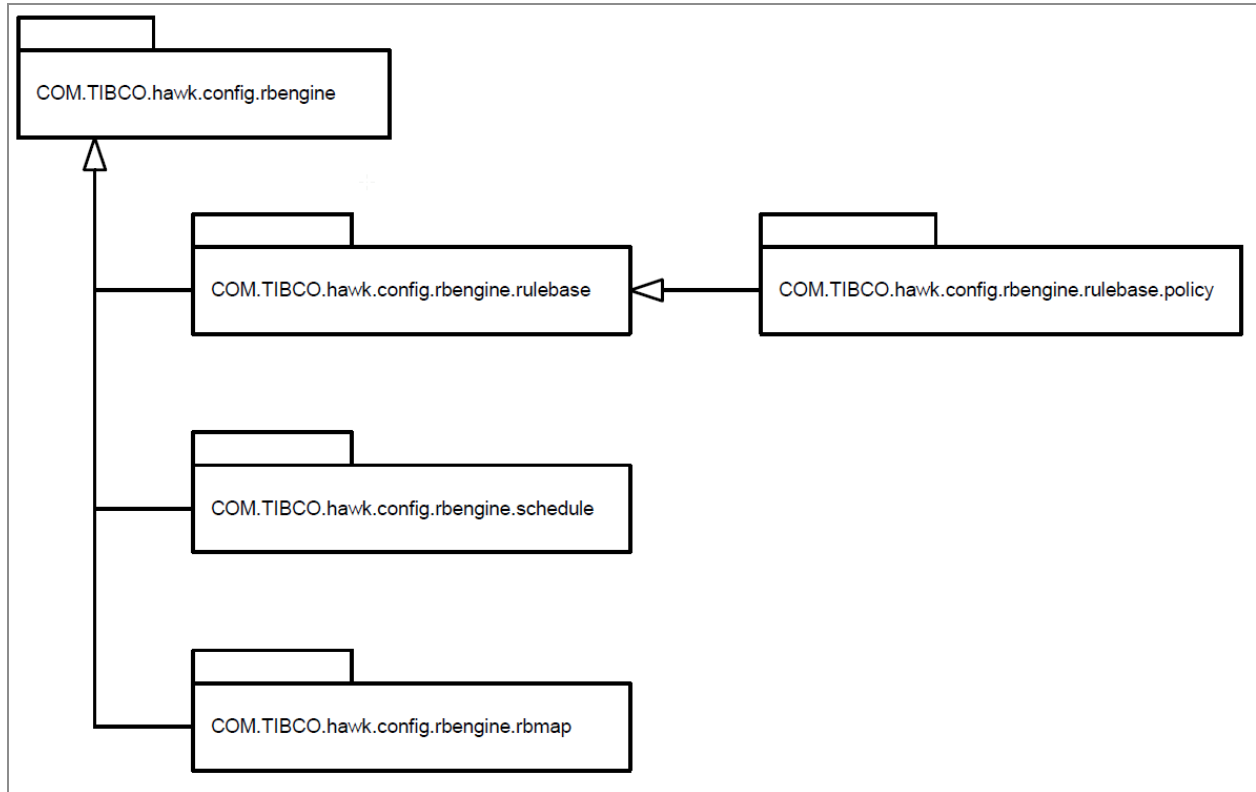 COM.TIBCO.hawk.config.rbengine
COM.TIBCO.hawk.config.rbengine.rulebase
COM.TIBCO.hawk.config.rbengine.rulebase.policy
COM.TIBCO.hawk.config.rbengine.schedule
COM.TIBCO.hawk.config.rbengine.rbmap